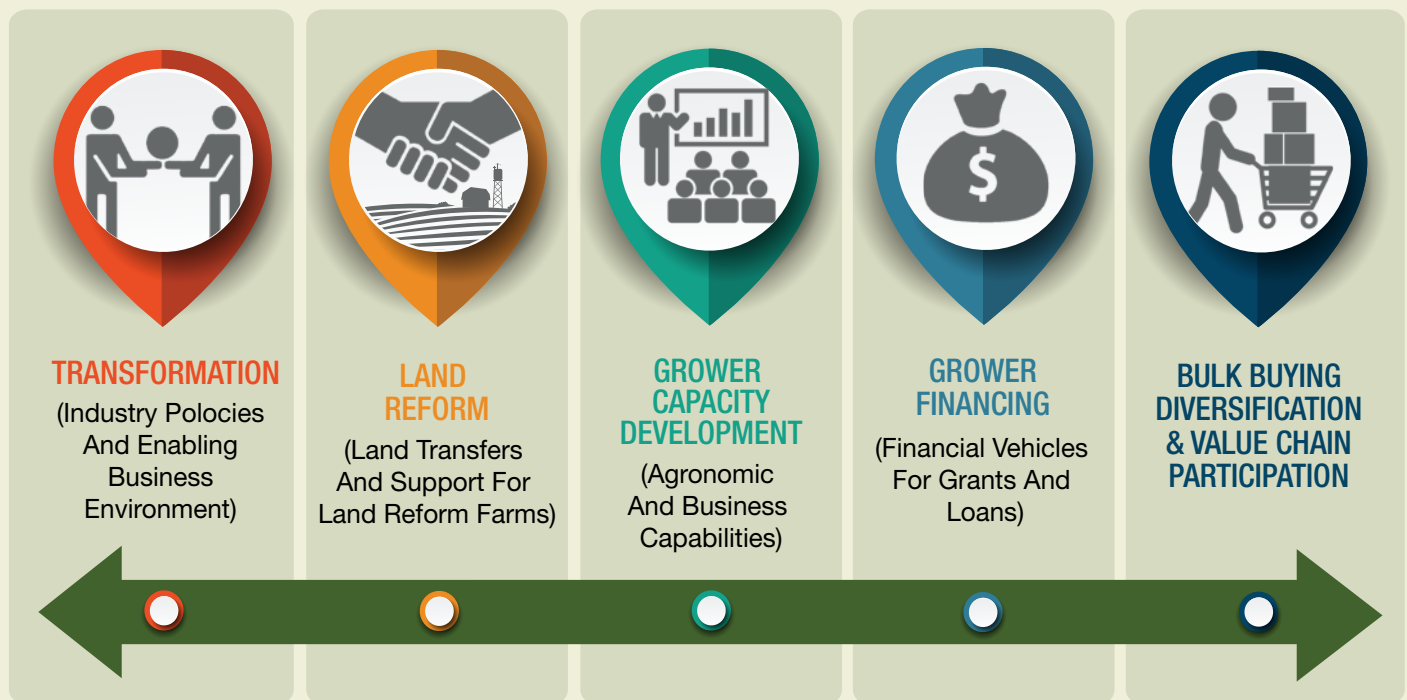 TRANSFORMATION
(Industry Polocies
And Enabling
Business
Environment)
LAND
REFORM
(Land Transfers
And Support For
Land Reform Farms)
GROWER
CAPACITY
DEVELOPMENT
(Agronomic
And Business
Capabilities)
$
GROWER
FINANCING
(Financial Vehicles
For Grants And
Loans)
BULK BUYING
DIVERSIFICATION
& VALUE CHAIN
PARTICIPATION